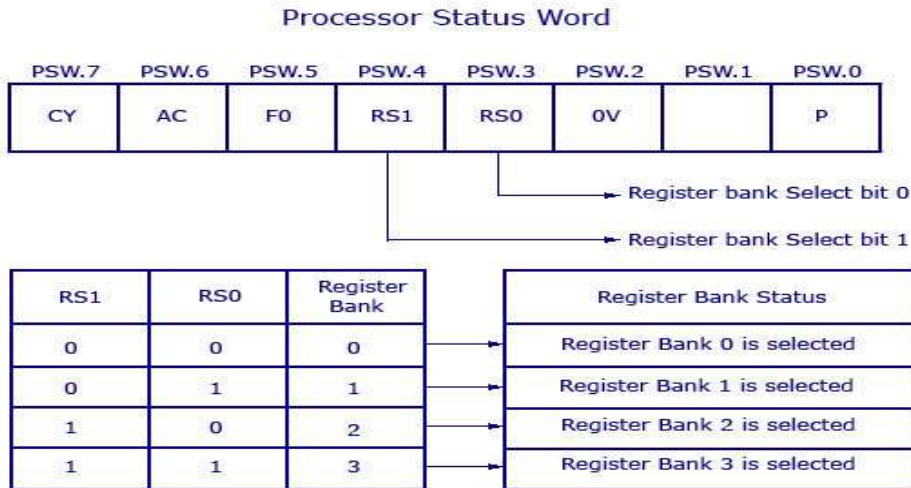 Processor Status Word
PSW.7 PSW.6 PSW.5 PSW.4 PSW.3 PSW.2 PSW.1 PSW.0
CY AC F0 RS1 RS0 0V P
Register bank Select bit 0
Register bank Select bit 1
RS1 RS0 Register Bank Register Bank Status
0 0 0 Register Bank 0 is selected
0 1 1 Register Bank 1 is selected
1 0 2 Register Bank 2 is selected
1 1 3 Register Bank 3 is selected